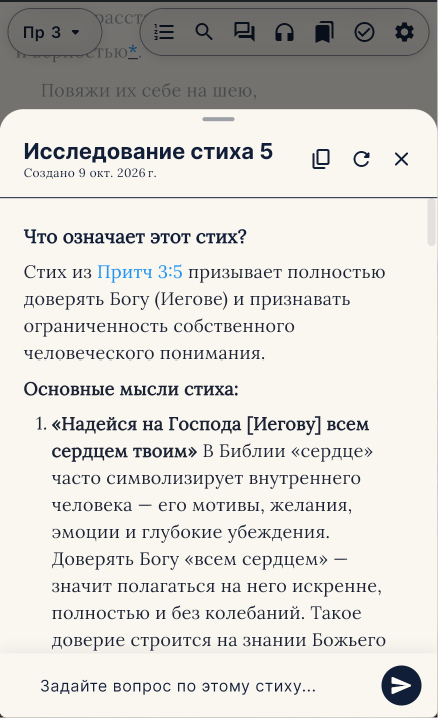 Пр 3
и верностью*.
Повяжи их себе на шею,
Исследование стиха 5
Создано 9 окт. 2026 г.
Что означает этот стих?
Стих из Притч 3:5 призывает полностью
доверять Богу (Иегове) и признавать
ограниченность собственного
человеческого понимания.
Основные мысли стиха:
1. «Надейся на Господа [Иегову] всем
сердцем твоим» В Библии «сердце»
часто символизирует внутреннего
человека — его мотивы, желания,
эмоции и глубокие убеждения.
Доверять Богу «всем сердцем» —
значит полагаться на него искренне,
полностью и без колебаний. Такое
доверие строится на знании Божьего
Задайте вопрос по этому стиху...